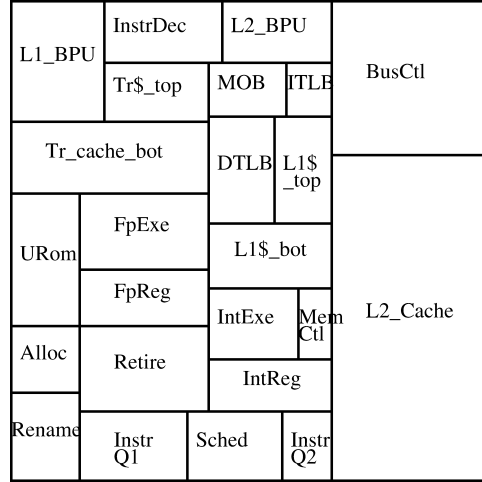 L1_BPU
InstrDec
L2_BPU
BusCtl
Tr$_top
MOB
ITLB
Tr_cache_bot
DTLB
L1$
_top
URom
FpExe
L1$_bot
FpReg
IntExe
Mem
Ctl
L2_Cache
Alloc
Retire
IntReg
Rename
Instr
Q1
Sched
Instr
Q2